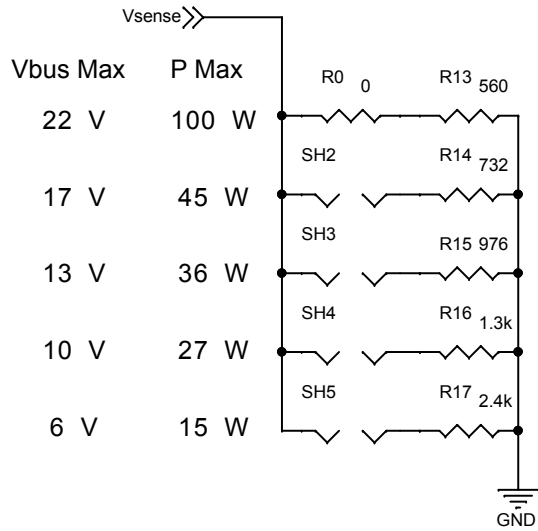 Vsense
Vbus Max P Max
R0 0 R13 560
22 V 100 W
SH2 R14 732
17 V 45 W
SH3 R15 976
13 V 36 W
SH4 R16 1.3k
10 V 27 W
SH5 R17 2.4k
6 V 15 W
GND